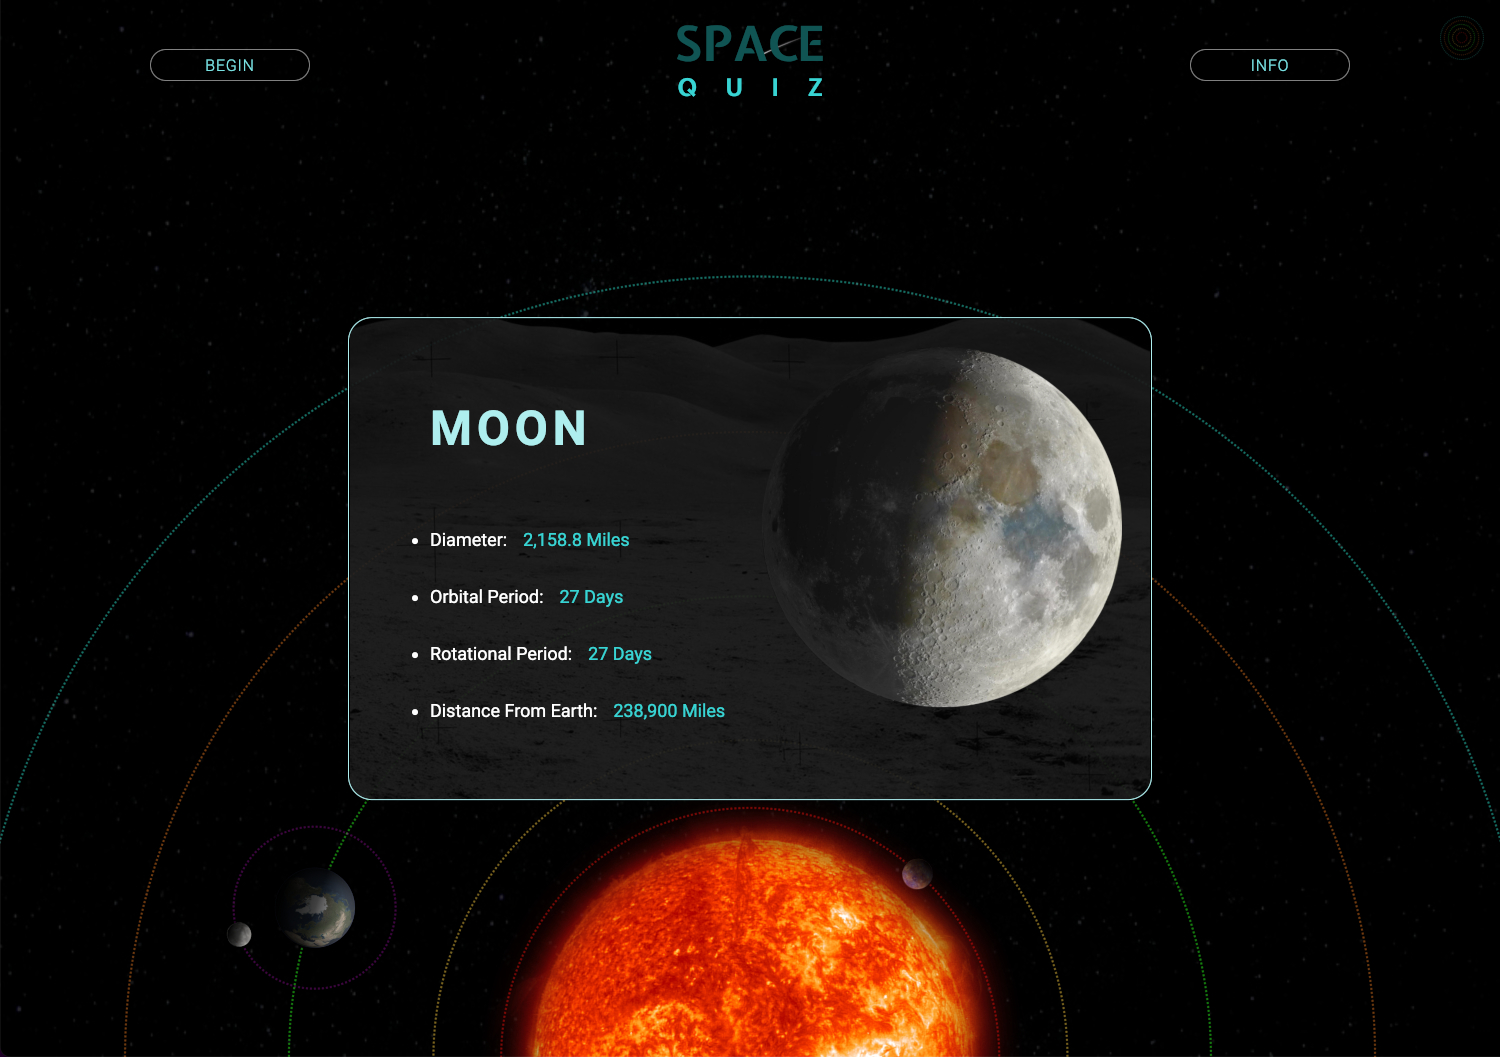 BEGIN
SPACE
QUIZ
INFO
MOON
Diameter: 2,158.8 Miles
Orbital Period: 27 Days
Rotational Period: 27 Days
Distance From Earth: 238,900 Miles